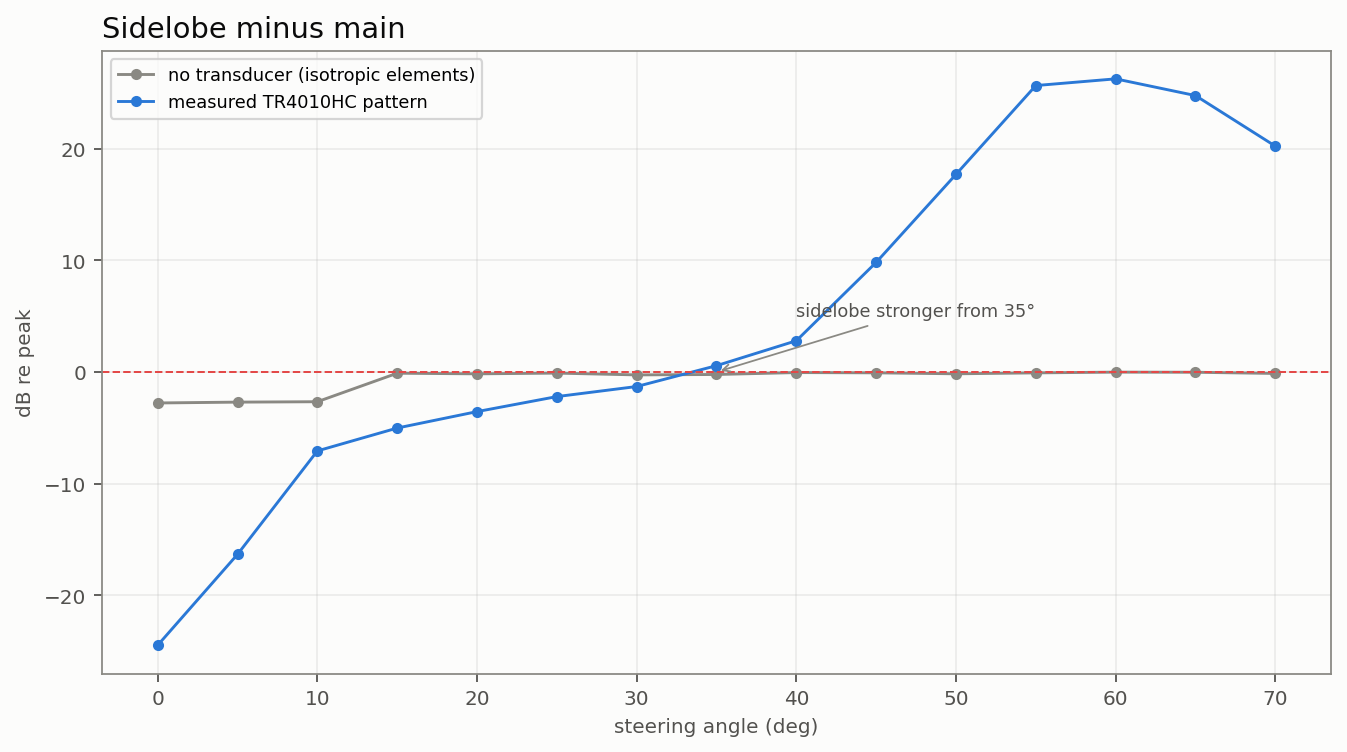 Sidelobe minus main
no transducer (isotropic elements)
measured TR4010HC pattern
dB re peak
20
10
0
−10
−20
sidelobe stronger from 35°
0 10 20 30 40 50 60 70
steering angle (deg)